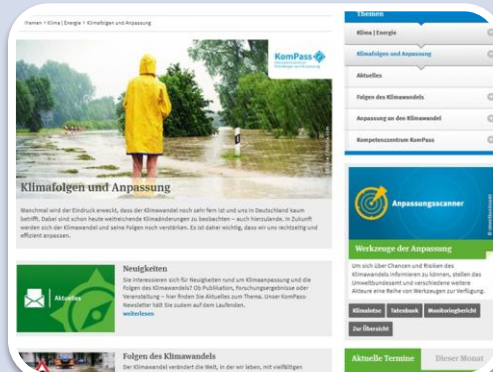 Themen > Klima | Energie > Klimafolgen und Anpassung
KomPass
Klimafolgen und Anpassung
Manchmal wird der Eindruck erweckt, dass der Klimawandel noch sehr fern ist und uns in Deutschland kaum
betrifft. Dabei sind schon heute weitreichende Klimaänderungen zu beobachten – auch hierzulande. In Zukunft
werden sich der Klimawandel und seine Folgen noch verstärken. Es ist daher wichtig, dass wir uns rechtzeitig und
effizient anpassen.
Aktuelles
Neuigkeiten
Sie interessieren sich für Neuigkeiten rund um Klimaanpassung und die
Folgen des Klimawandels? Ob Publikation, Forschungsergebnisse oder
Veranstaltung – hier finden Sie Aktuelles zum Thema. Unser KomPass-
Newsletter hält Sie zudem auf dem Laufenden.
weiterlesen
Folgen des Klimawandels
Der Klimawandel verändert die Welt, in der wir leben, mit vielfältigen
Themen
Klima | Energie
Klimafolgen und Anpassung
Aktuelles
Folgen des Klimawandels
Anpassung an den Klimawandel
Kompetenzzentrum KomPass
Anpassungsscanner
Werkzeuge der Anpassung
Um sich über Chancen und Risiken des
Klimawandels informieren zu können, stellen das
Umweltbundesamt und verschiedene weitere
Akteure eine Reihe von Werkzeugen zur Verfügung.
Klimalotse Tatenbank Monitoringbericht
Zur Übersicht
Aktuelle Termine Dieser Monat